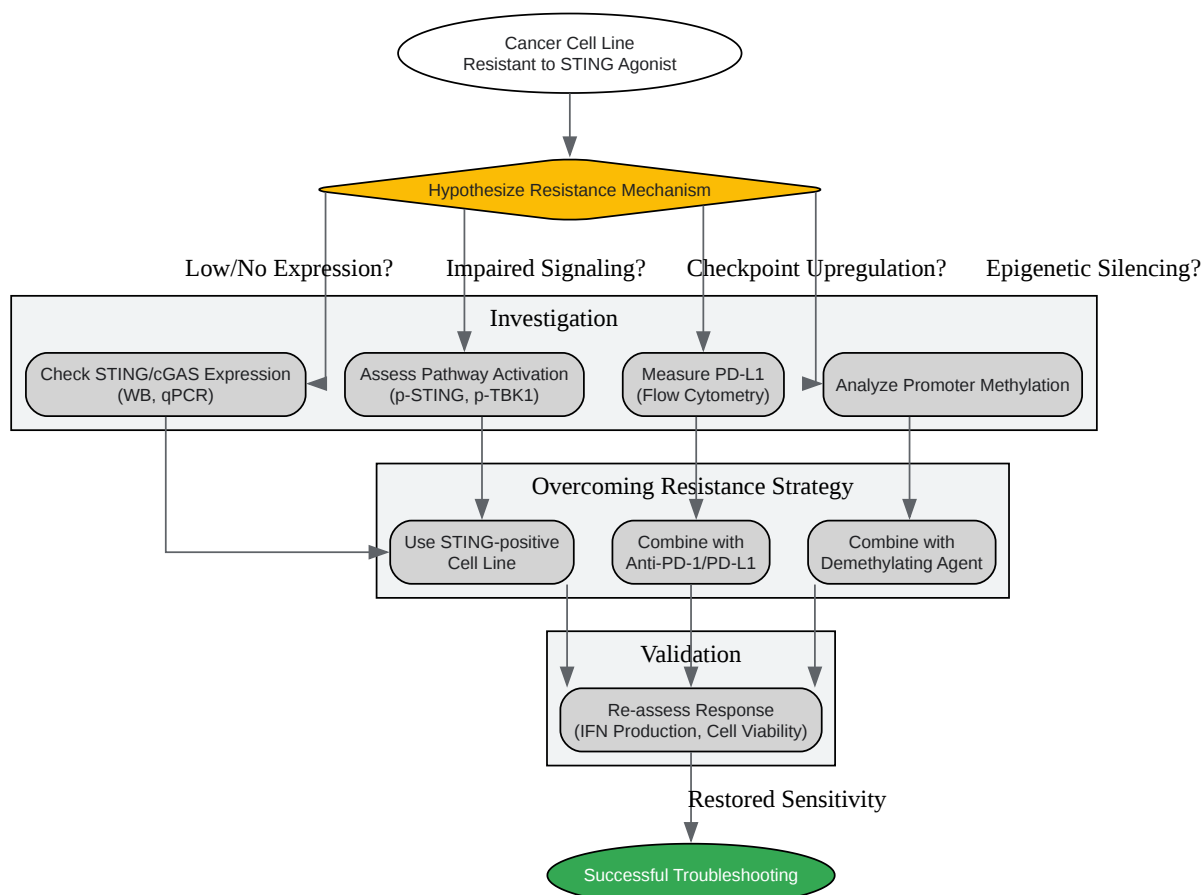 Cancer Cell Line
Resistant to STING Agonist
Hypothesize Resistance Mechanism
Low/No Expression?
Impaired Signaling?
Checkpoint Upregulation?
Epigenetic Silencing?
Investigation
Check STING/cGAS Expression
(WB, qPCR)
Assess Pathway Activation
(p-STING, p-TBK1)
Measure PD-L1
(Flow Cytometry)
Analyze Promoter Methylation
Overcoming Resistance Strategy
Use STING-positive
Cell Line
Combine with
Anti-PD-1/PD-L1
Combine with
Demethylating Agent
Validation
Re-assess Response
(IFN Production, Cell Viability)
Restored Sensitivity
Successful Troubleshooting